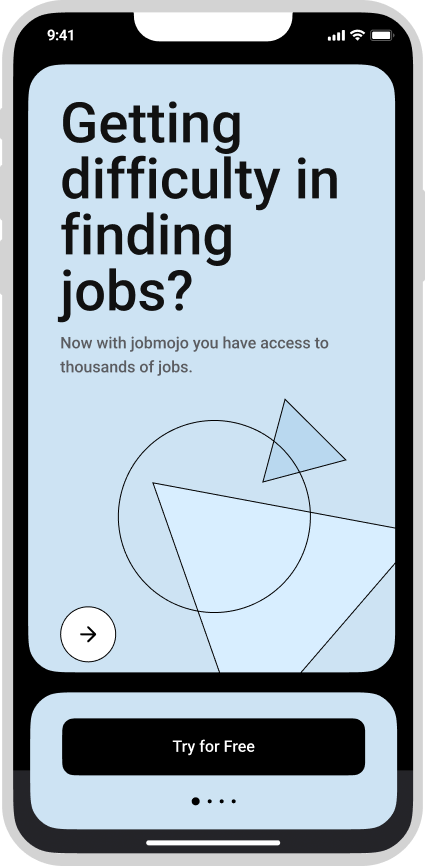 9:41
Getting
difficulty in
finding
jobs?
Now with jobmojo you have access to
thousands of jobs.
Try for Free